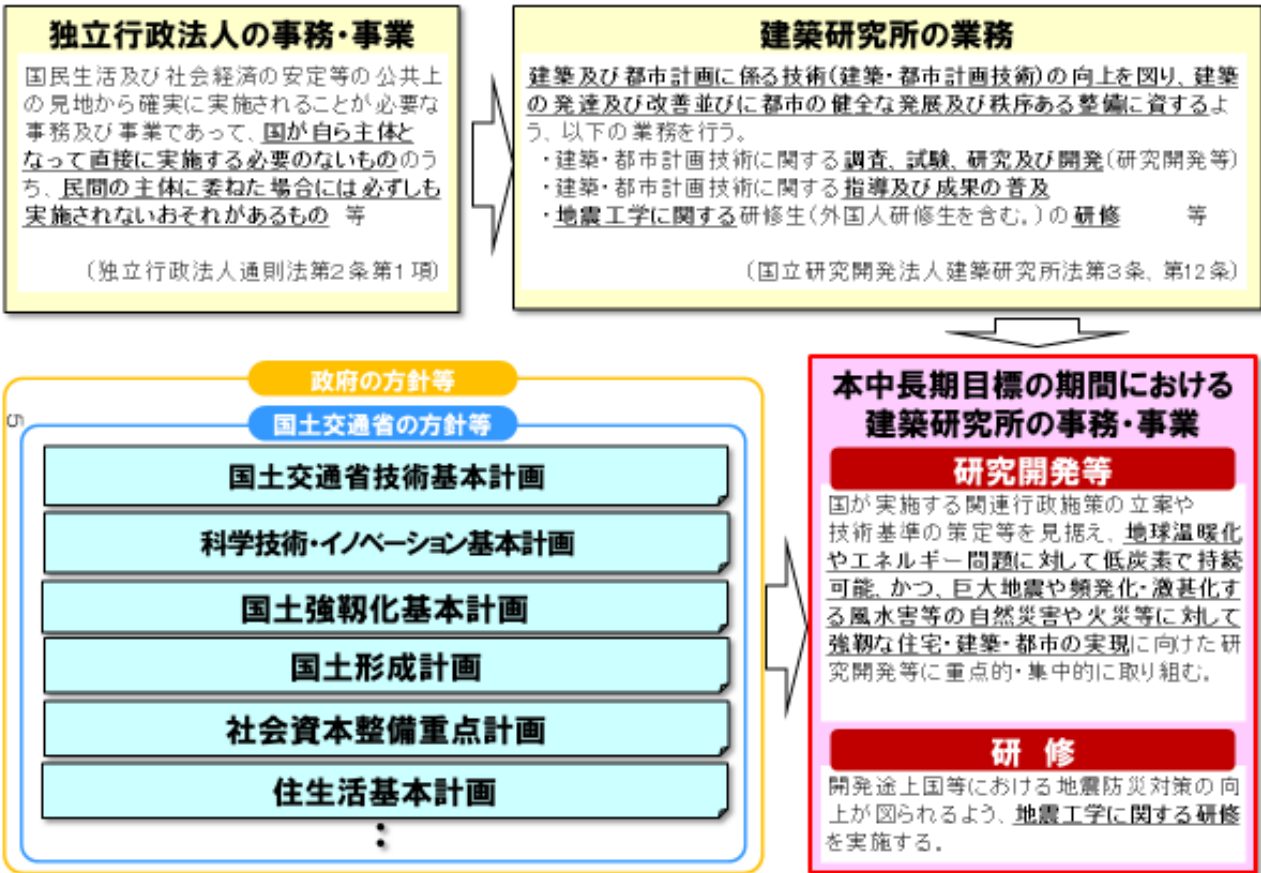 独立行政法人の事務・事業
国民生活及び社会経済の安定等の公共上
の見地から確実に実施されることが必要な
事務及び事業であって、国が自ら主体と
なって直接に実施する必要のないもののう
ち、民間の主体に委ねた場合には必ずしも
実施されないおそれがあるもの 等
(独立行政法人通則法第2条第1項)
建築研究所の業務
建築及び都市計画に係る技術(建築・都市計画技術)の向上を図り、建築
の発達及び改善並びに都市の健全な発展及び秩序ある整備に資するよ
う、以下の業務を行う。
・建築・都市計画技術に関する調査、試験、研究及び開発(研究開発等)
・建築・都市計画技術に関する指導及び成果の普及
・地震工学に関する研修生(外国人研修生を含む。)の研修 等
(国立研究開発法人建築研究所法第3条、第12条)
政府の方針等
国土交通省の方針等
国土交通省技術基本計画
科学技術・イノベーション基本計画
国土強靱化基本計画
国土形成計画
社会資本整備重点計画
住生活基本計画
:
5
本中長期目標の期間における
建築研究所の事務・事業
研究開発等
国が実施する関連行政施策の立案や
技術基準の策定等を見据え、地球温暖化
やエネルギー問題に対して低炭素で持続
可能、かつ、巨大地震や頻発化・激甚化す
る風水害等の自然災害や火災等に対して
強靱な住宅・建築・都市の実現に向けた研
究開発等に重点的・集中的に取り組む。
研 修
開発途上国等における地震防災対策の向
上が図られるよう、地震工学に関する研修
を実施する。